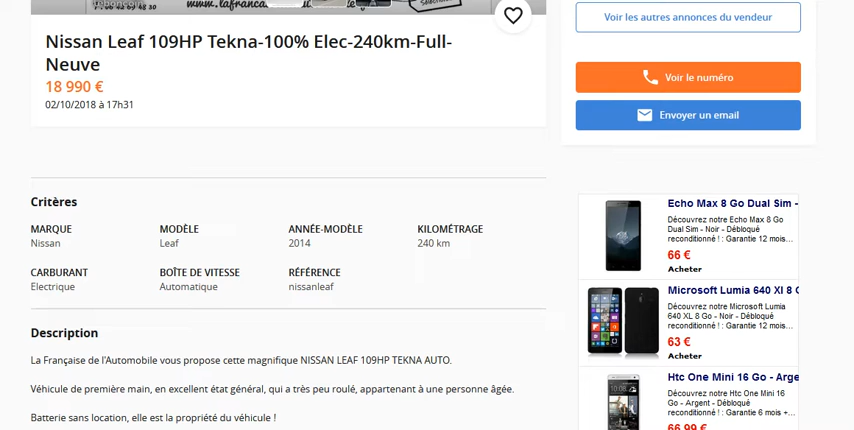 www.lafranca
Nissan Leaf 109HP Tekna-100% Elec-240km-Full-
Neuve
18 990 €
02/10/2018 à 17h31
Critères
MARQUE MODÈLE ANNÉE-MODÈLE KILOMÉTRAGE
Nissan Leaf 2014 240 km
CARBURANT BOÎTE DE VITESSE RÉFÉRENCE
Electrique Automatique nissanleaf
Description
La Française de l'Automobile vous propose cette magnifique NISSAN LEAF 109HP TEKNA AUTO.
Véhicule de première main, en excellent état général, qui a très peu roulé, appartenant à une personne âgée.
Batterie sans location, elle est la propriété du véhicule !
Voir les autres annonces du vendeur
Voir le numéro
Envoyer un email
Echo Max 8 Go Dual Sim -
Découvrez notre Echo Max 8 Go
Dual Sim - Noir - Débloqué
reconditionné ! : Garantie 12 mois...
66 €
Acheter
Microsoft Lumia 640 Xl 8 G
Découvrez notre Microsoft Lumia
640 XL 8 Go - Noir - Débloqué
reconditionné ! : Garantie 12 mois...
63 €
Acheter
Htc One Mini 16 Go - Arge
Découvrez notre Htc One Mini 16
Go - Argent - Débloqué
reconditionné ! : Garantie 6 mois +...
66,99 €